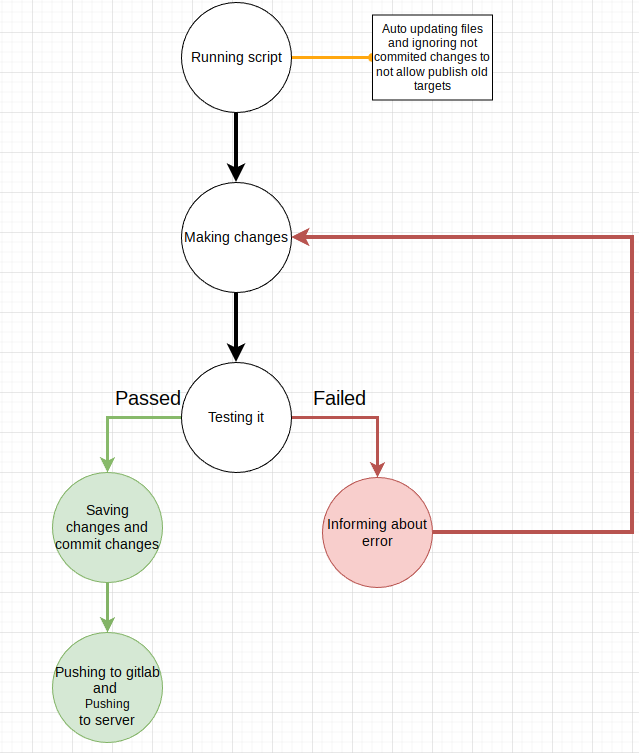 Running script
Auto updating files
and ignoring not
commited changes to
not allow publish old
targets
Making changes
Passed
Failed
Testing it
Saving
changes and
commit changes
Informing about
error
Pushing to gitlab
and
Pushing
to server